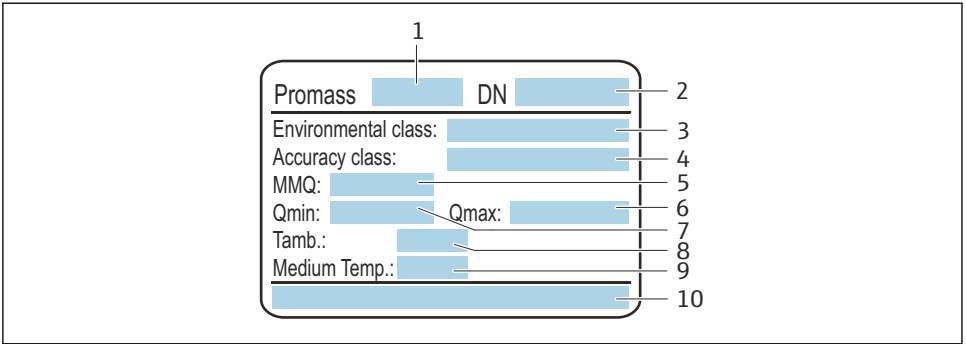 1
Promass DN 2
Environmental class: 3
Accuracy class: 4
MMQ: 5
Qmin: Qmax: 6
7
Tamb.: 8
Medium Temp.: 9
10